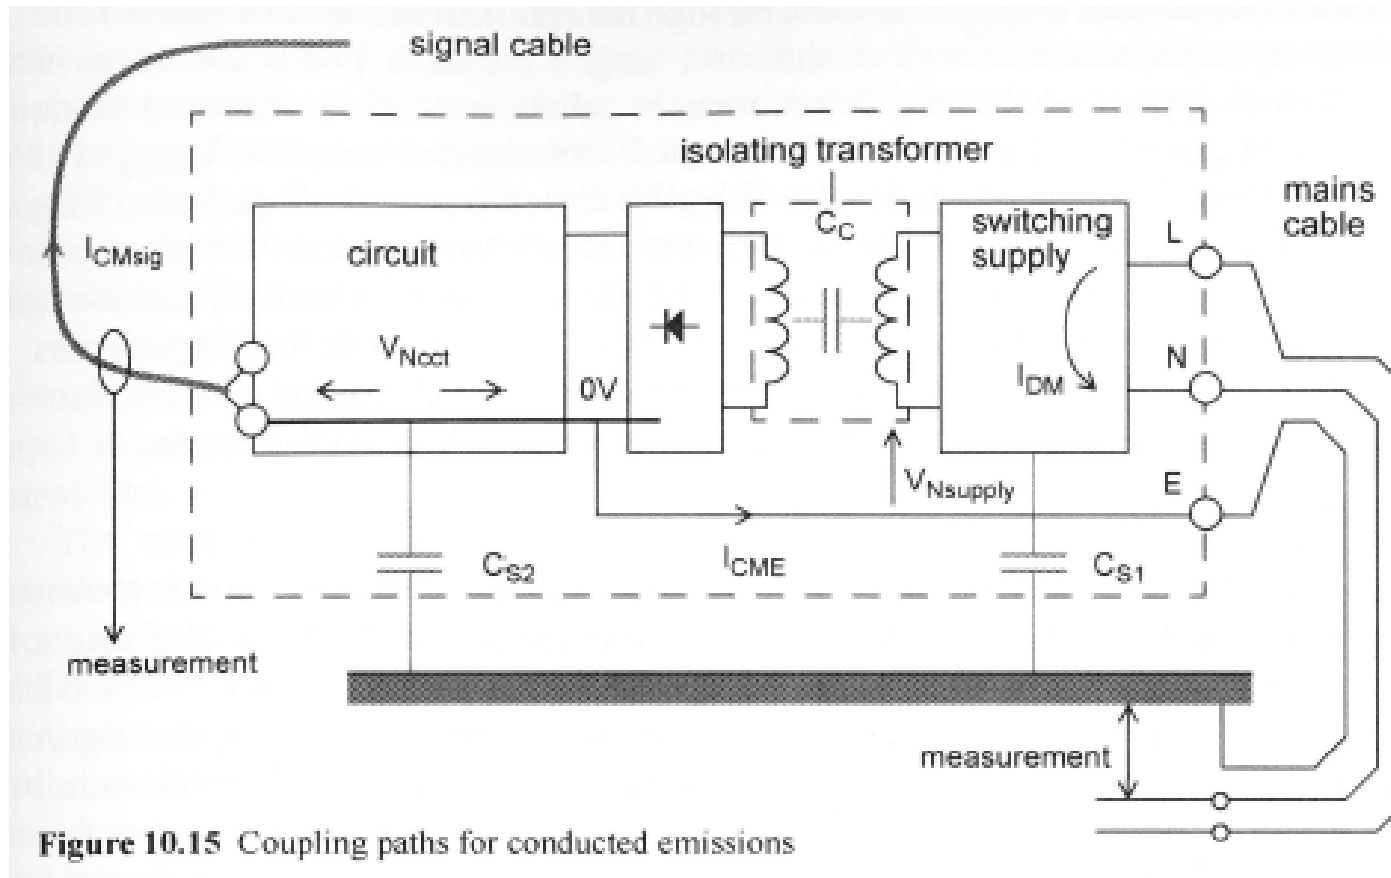 signal cable
isolating transformer
mains
cable
C_C
switching
supply
L
I_CMsig
circuit
V_Ncct
0V
I_DM
N
V_Nsupply
E
I_CME
C_S2
C_S1
measurement
measurement
Figure 10.15 Coupling paths for conducted emissions